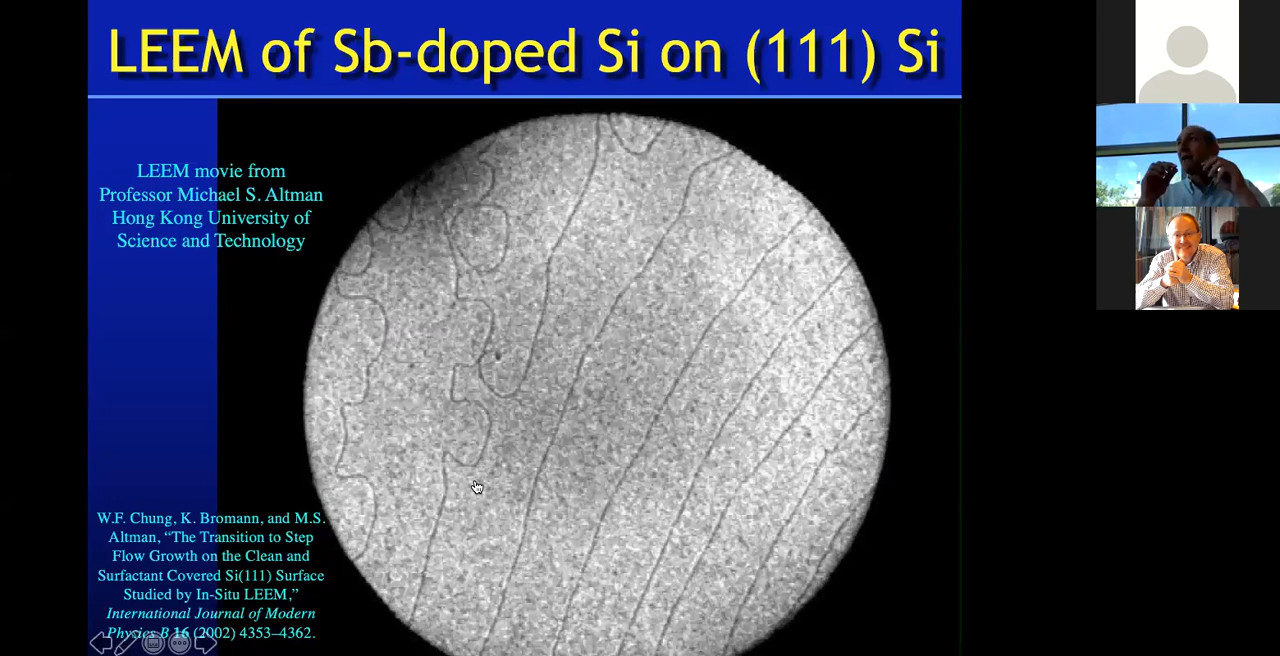 LEEM of Sb-doped Si on (111) Si
LEEM movie from
Professor Michael S. Altman
Hong Kong University of
Science and Technology
W.F. Chung, K. Bromann, and M.S.
Altman, “The Transition to Step
Flow Growth on the Clean and
Surfactant Covered Si(111) Surface
Studied by In-Situ LEEM,”
International Journal of Modern
Physics B 16 (2002) 4353–4362.